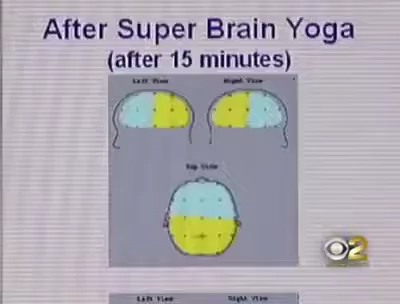 After Super Brain Yoga
(after 15 minutes)
Left View Right View
Top View
2
Left View Right View